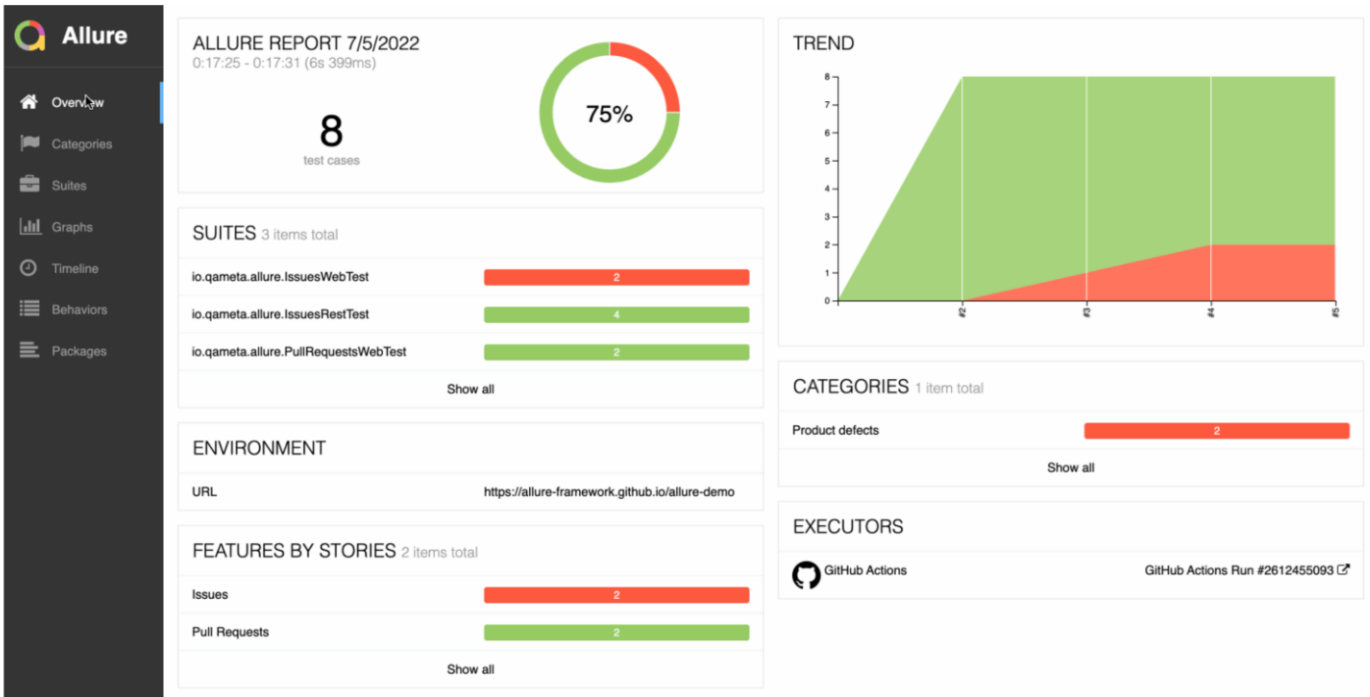 Allure
Overview
Categories
Suites
Graphs
Timeline
Behaviors
Packages
ALLURE REPORT 7/5/2022
0:17:25 - 0:17:31 (6s 399ms)
8
test cases
75%
SUITES 3 items total
io.qameta.allure.IssuesWebTest 2
io.qameta.allure.IssuesRestTest 4
io.qameta.allure.PullRequestsWebTest 2
Show all
ENVIRONMENT
URL https://allure-framework.github.io/allure-demo
FEATURES BY STORIES 2 items total
Issues 2
Pull Requests 2
Show all
TREND
8
7
6
5
4
3
2
1
0
#2 #3 #4 #5
CATEGORIES 1 item total
Product defects 2
Show all
EXECUTORS
GitHub Actions GitHub Actions Run #2612455093